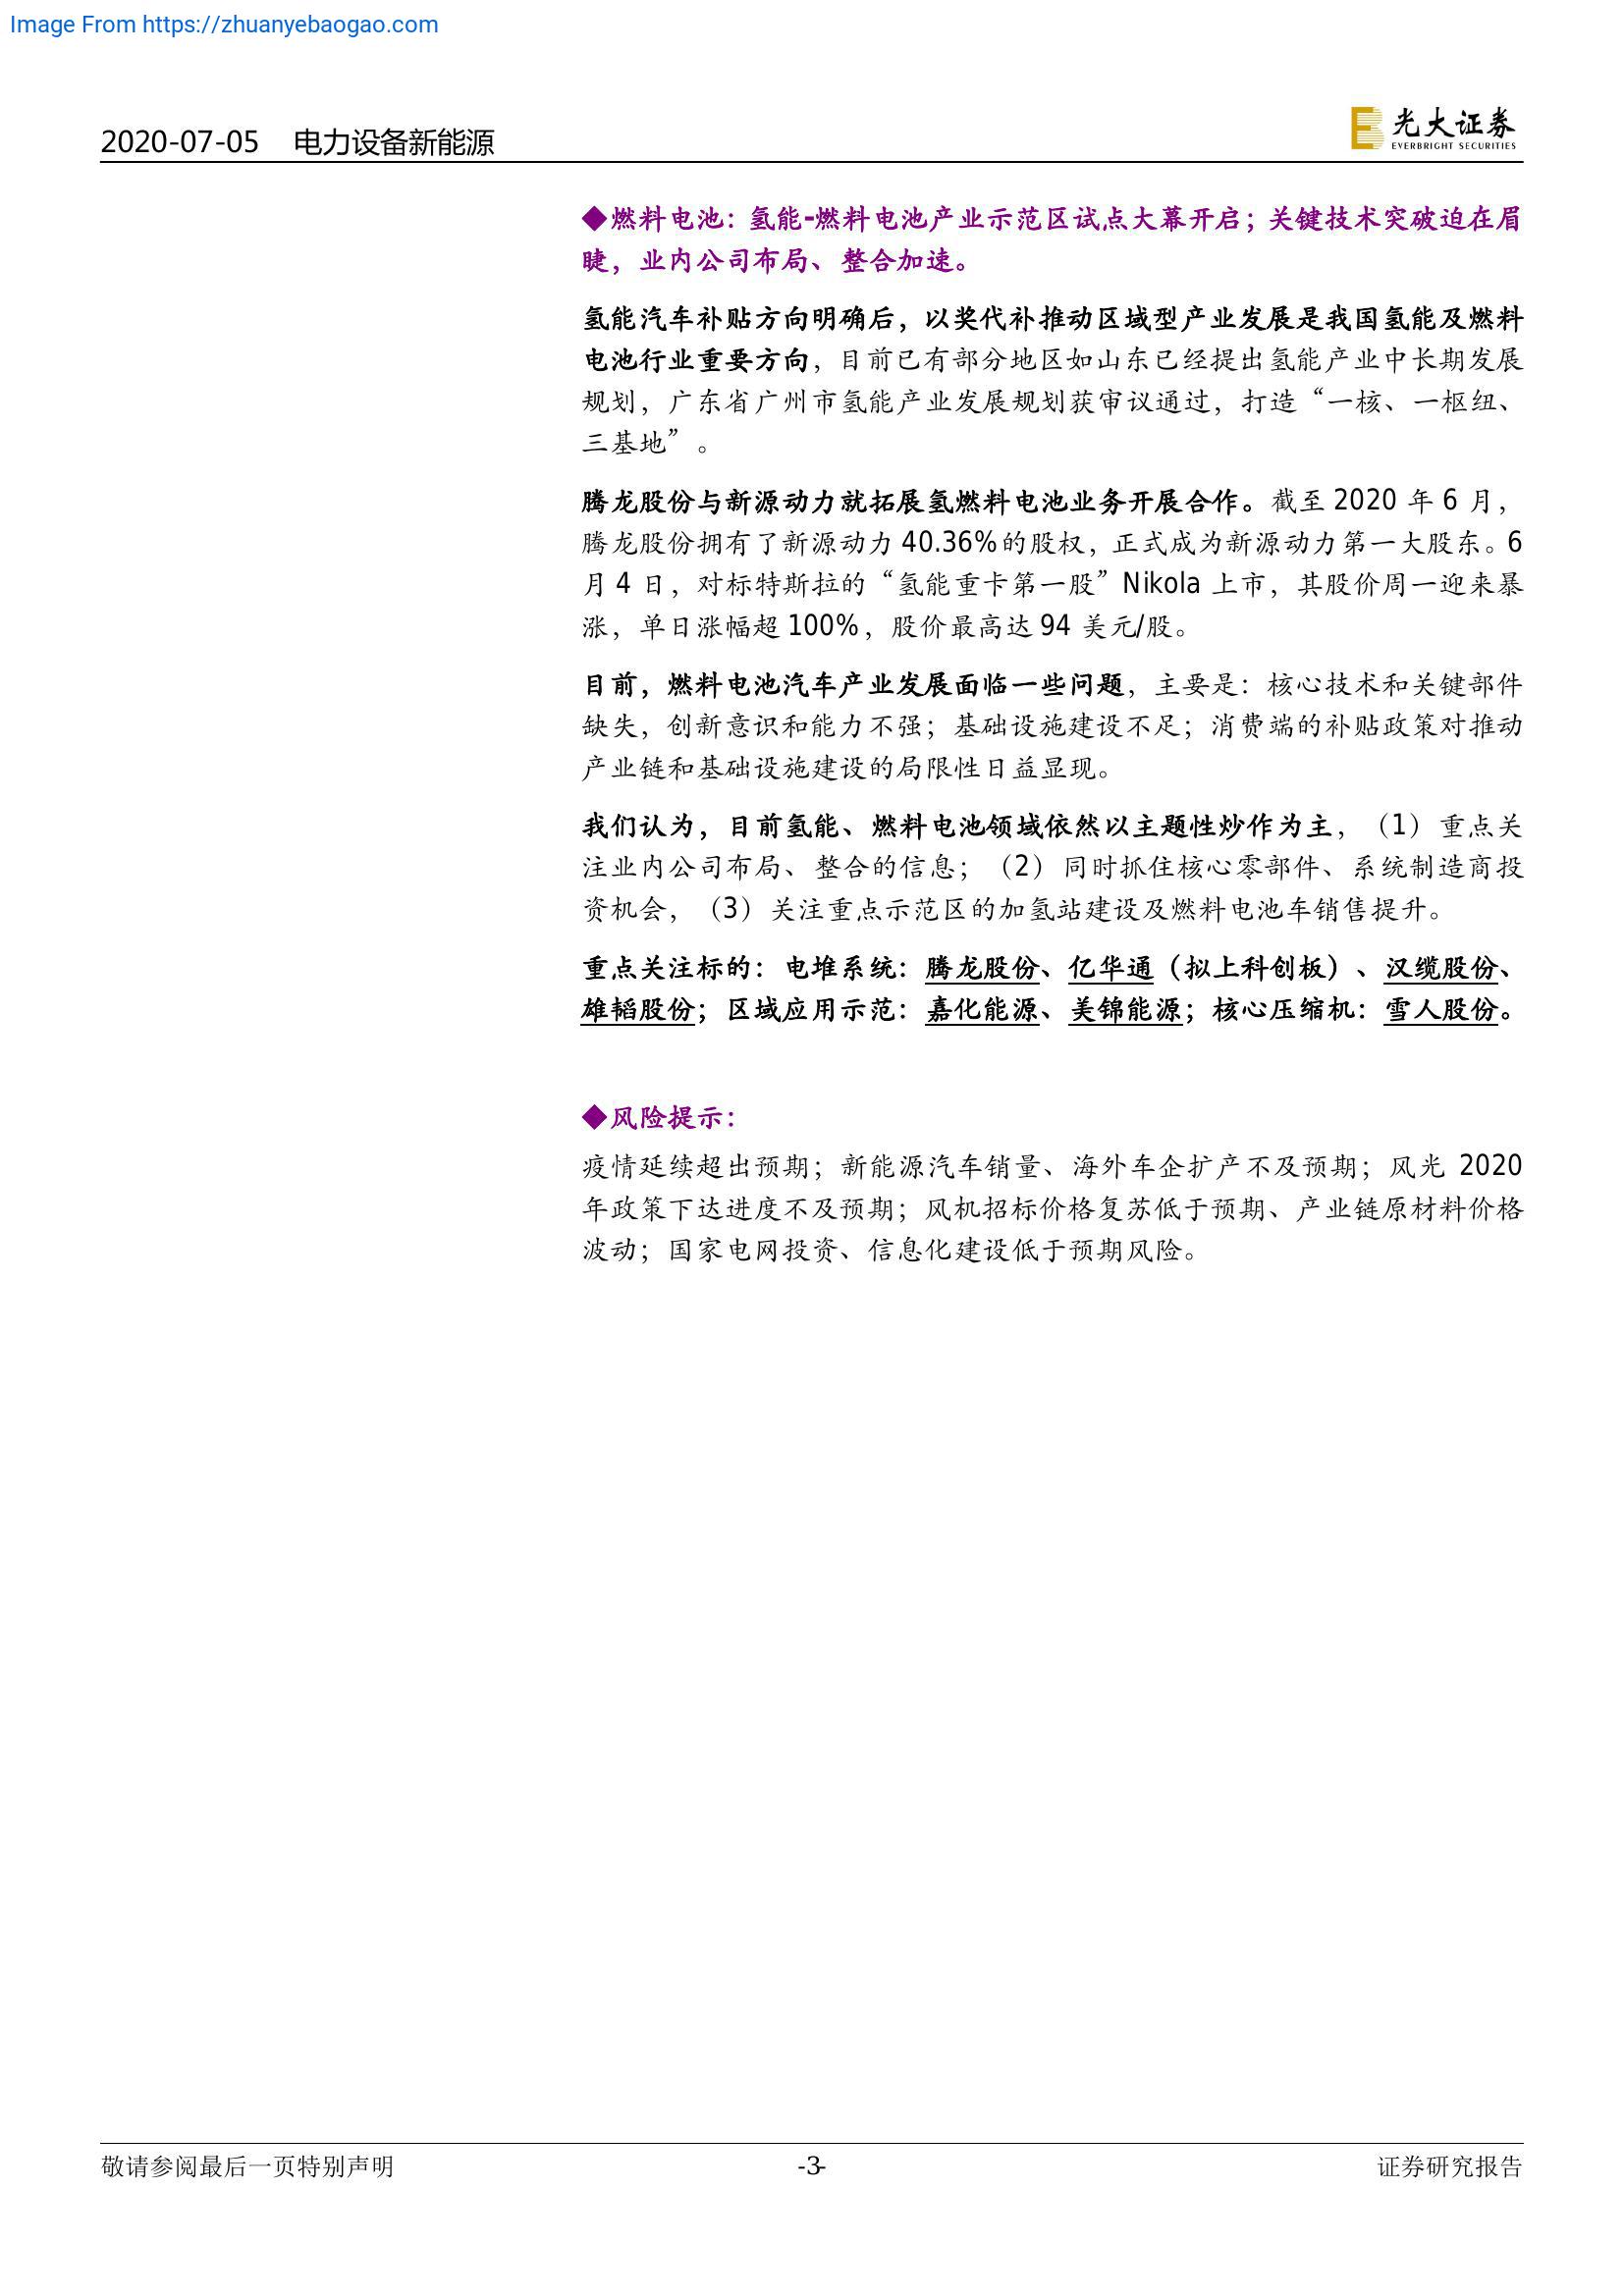 Image From https://zhuanyebaogao.com
2020-07-05 电力设备新能源
光大证券
EVERBRIGHT SECURITIES
◆燃料电池：氢能-燃料电池产业示范区试点大幕开启；关键技术突破迫在眉
睫，业内公司布局、整合加速。
氢能汽车补贴方向明确后，以奖代补推动区域型产业发展是我国氢能及燃料
电池行业重要方向，目前已有部分地区如山东已经提出氢能产业中长期发展
规划，广东省广州市氢能产业发展规划获审议通过，打造“一核、一枢纽、
三基地”。
腾龙股份与新源动力就拓展氢燃料电池业务开展合作。截至 2020 年 6 月，
腾龙股份拥有了新源动力 40.36%的股权，正式成为新源动力第一大股东。6
月 4 日，对标特斯拉的“氢能重卡第一股”Nikola 上市，其股价周一迎来暴
涨，单日涨幅超 100%，股价最高达 94 美元/股。
目前，燃料电池汽车产业发展面临一些问题，主要是：核心技术和关键部件
缺失，创新意识和能力不强；基础设施建设不足；消费端的补贴政策对推动
产业链和基础设施建设的局限性日益显现。
我们认为，目前氢能、燃料电池领域依然以主题性炒作为主，（1）重点关
注业内公司布局、整合的信息；（2）同时抓住核心零部件、系统制造商投
资机会，（3）关注重点示范区的加氢站建设及燃料电池车销售提升。
重点关注标的：电堆系统：腾龙股份、亿华通（拟上科创板）、汉缆股份、
雄韬股份；区域应用示范：嘉化能源、美锦能源；核心压缩机：雪人股份。
◆风险提示：
疫情延续超出预期；新能源汽车销量、海外车企扩产不及预期；风光 2020
年政策下达进度不及预期；风机招标价格复苏低于预期、产业链原材料价格
波动；国家电网投资、信息化建设低于预期风险。
敬请参阅最后一页特别声明 -3- 证券研究报告